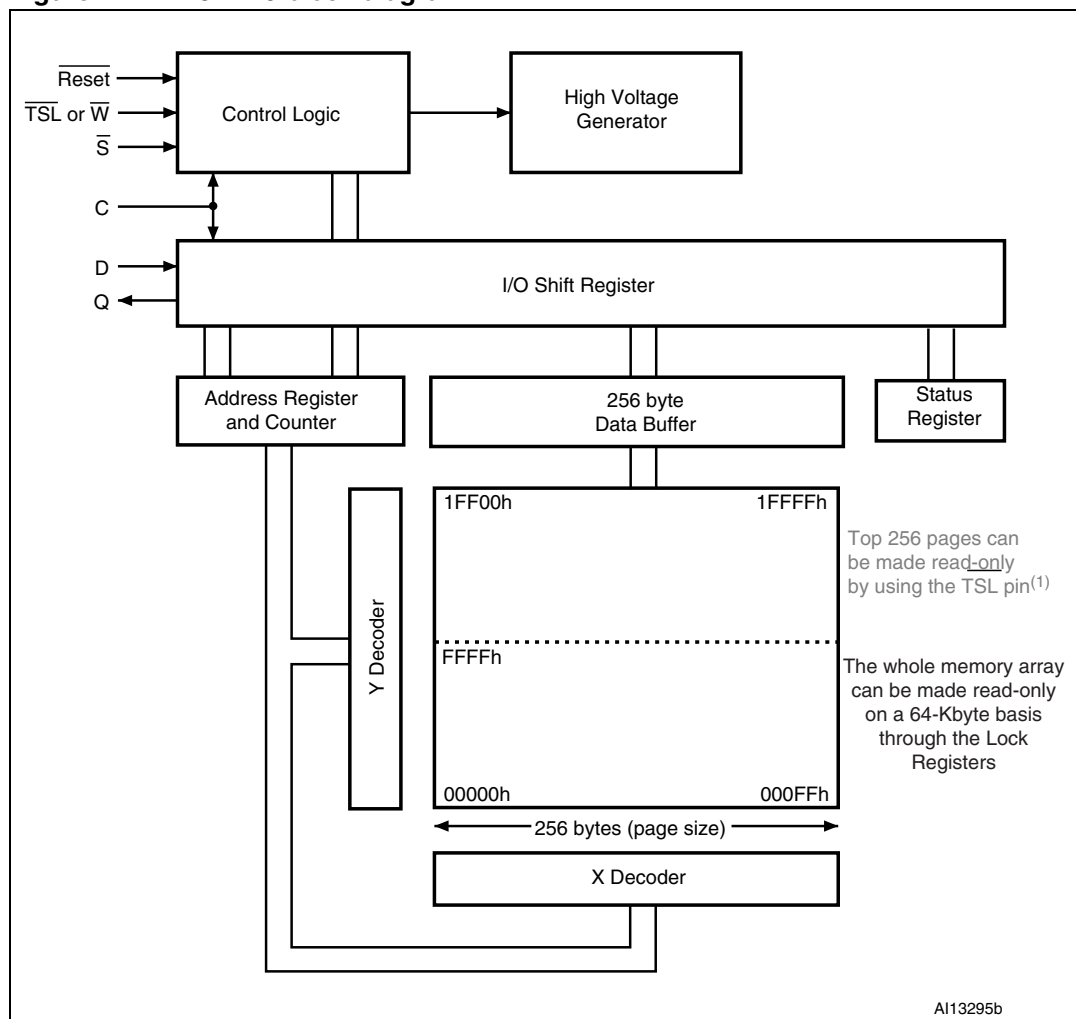 Reset
TSL or W
S
C
D
Q
Control Logic
High Voltage
Generator
I/O Shift Register
Address Register
and Counter
256 byte
Data Buffer
Status
Register
1FF00h 1FFFFh
Top 256 pages can
be made read-only
by using the TSL pin(1)
Y Decoder
FFFFh
The whole memory array
can be made read-only
on a 64-Kbyte basis
through the Lock
Registers
00000h 000FFh
256 bytes (page size)
X Decoder
AI13295b